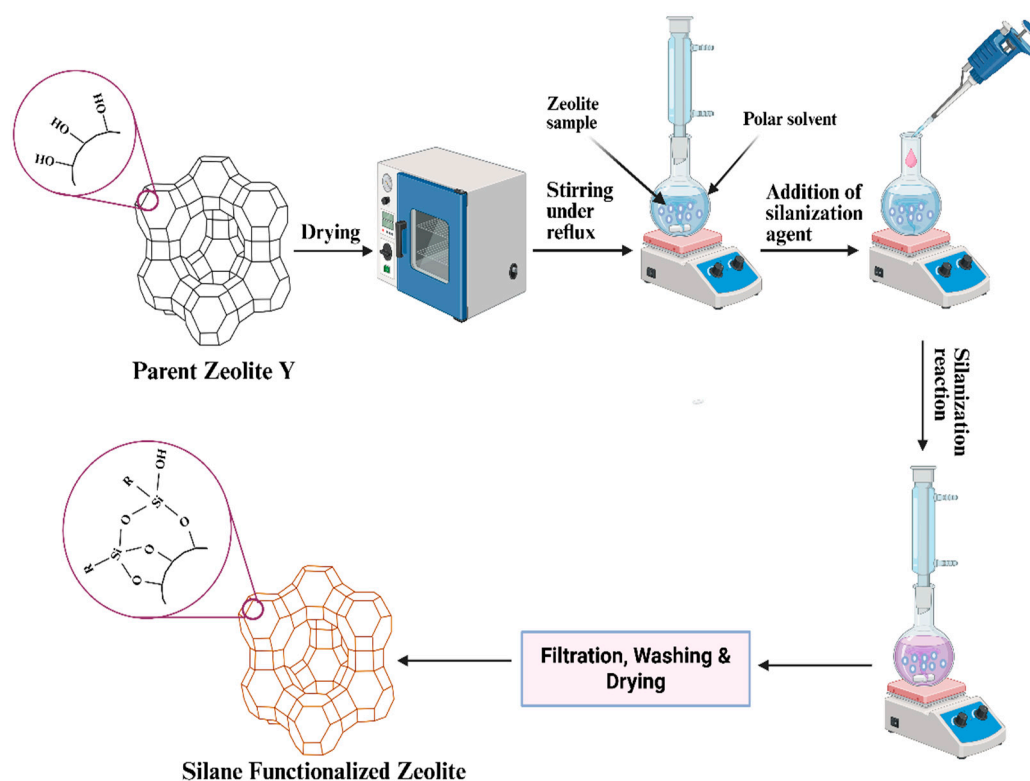 HO
HO
HO
Parent Zeolite Y
Drying
Stirring
under
reflux
Zeolite
sample
Polar solvent
Addition of
silanization
agent
Silanization
reaction
Filtration, Washing &
Drying
OH
R
Si
O
O
Si
O
R
O
Silane Functionalized Zeolite